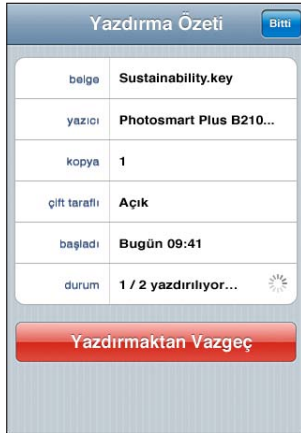 Yazdırma Özeti
Bitti
belge Sustainability.key
yazıcı Photosmart Plus B210...
kopya 1
çift taraflı Açık
başladı Bugün 09:41
durum 1 / 2 yazdırılıyor...
Yazdırmaktan Vazgeç